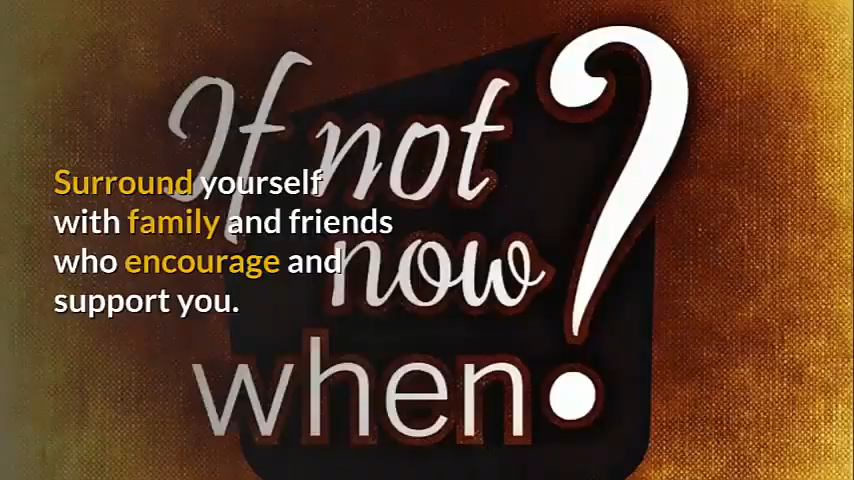 If not
now
when?
Surround yourself
with family and friends
who encourage and
support you.